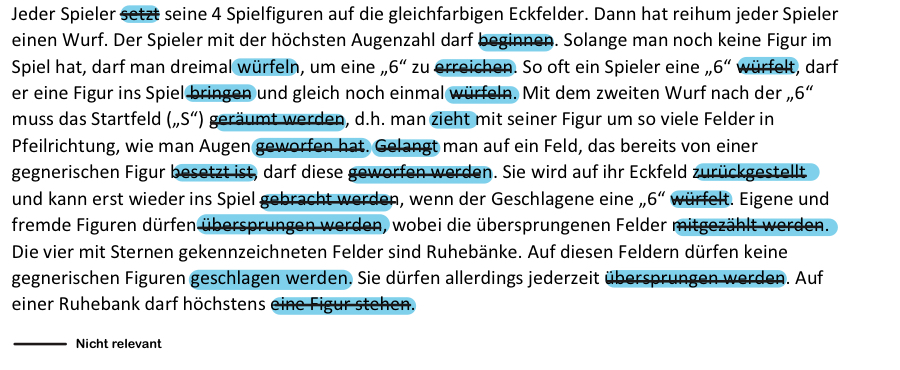 Jeder Spieler setzt seine 4 Spielfiguren auf die gleichfarbigen Eckfelder. Dann hat reihum jeder Spieler
einen Wurf. Der Spieler mit der höchsten Augenzahl darf beginnen. Solange man noch keine Figur im
Spiel hat, darf man dreimal würfeln, um eine „6“ zu erreichen. So oft ein Spieler eine „6“ würfelt, darf
er eine Figur ins Spiel bringen und gleich noch einmal würfeln. Mit dem zweiten Wurf nach der „6“
muss das Startfeld („S“) geräumt werden, d.h. man zieht mit seiner Figur um so viele Felder in
Pfeilrichtung, wie man Augen geworfen hat. Gelangt man auf ein Feld, das bereits von einer
gegnerischen Figur besetzt ist, darf diese geworfen werden. Sie wird auf ihr Eckfeld zurückgestellt
und kann erst wieder ins Spiel gebracht werden, wenn der Geschlagene eine „6“ würfelt. Eigene und
fremde Figuren dürfen übersprungen werden, wobei die übersprungenen Felder mitgezählt werden.
Die vier mit Sternen gekennzeichneten Felder sind Ruhebänke. Auf diesen Feldern dürfen keine
gegnerischen Figuren geschlagen werden. Sie dürfen allerdings jederzeit übersprungen werden. Auf
einer Ruhebank darf höchstens eine Figur stehen.
Nicht relevant